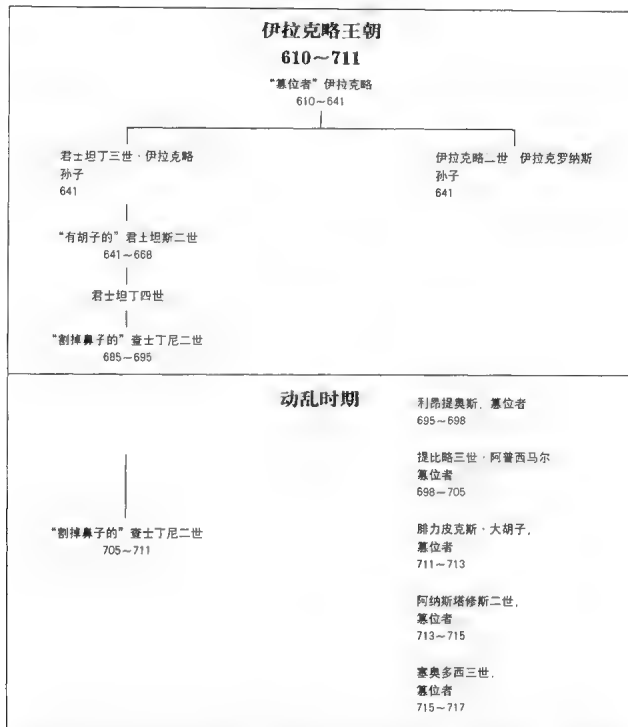 伊拉克略王朝
610～711
“篡位者”伊拉克略
610～641
君士坦丁三世·伊拉克略
孙子
641
伊拉克略二世 伊拉克罗纳斯
孙子
641
“有胡子的”君士坦斯二世
641～668
君士坦丁四世
“割掉鼻子的”查士丁尼二世
685～695
动乱时期
利昂提奥斯，篡位者
695～698
提比略三世·阿普西马尔
篡位者
698～705
“割掉鼻子的”查士丁尼二世
705～711
腓力皮克斯·大胡子，
篡位者
711～713
阿纳斯塔修斯二世，
篡位者
713～715
塞奥多西三世，
篡位者
715～717